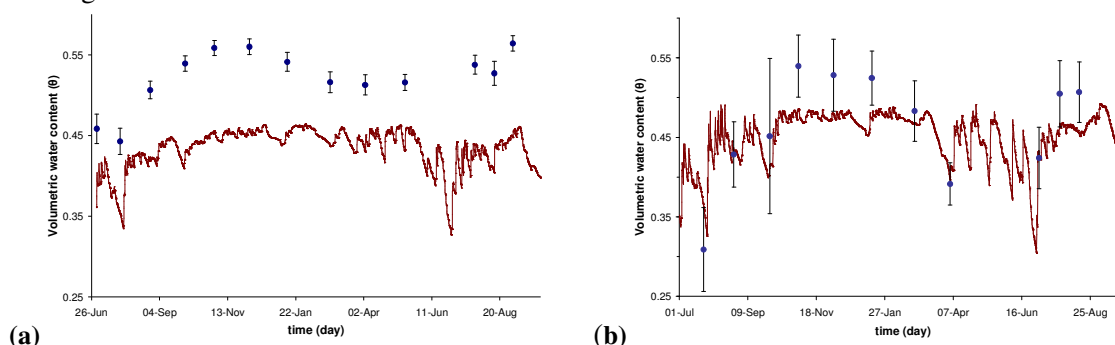 Volumetric water content (θ)
0.55
0.45
0.35
0.25
26-Jun 04-Sep 13-Nov 22-Jan 02-Apr 11-Jun 20-Aug
time (day)
(a)
Volumetric water content (θ)
0.55
0.45
0.35
0.25
01-Jul 09-Sep 18-Nov 27-Jan 07-Apr 16-Jun 25-Aug
time (day)
(b)